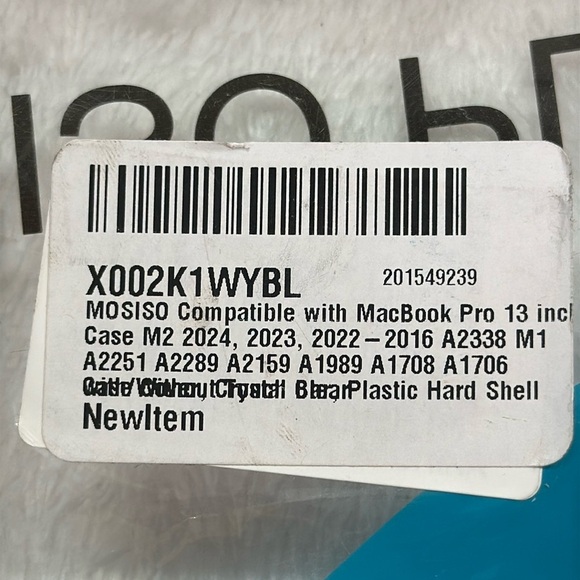 X002K1WYBL
201549239
MOSISO Compatible with MacBook Pro 13 incl
Case M2 2024, 2023, 2022-2016 A2338 M1
A2251 A2289 A2159 A1989 A1708 A1706
Plastic Hard Shell
NewItem